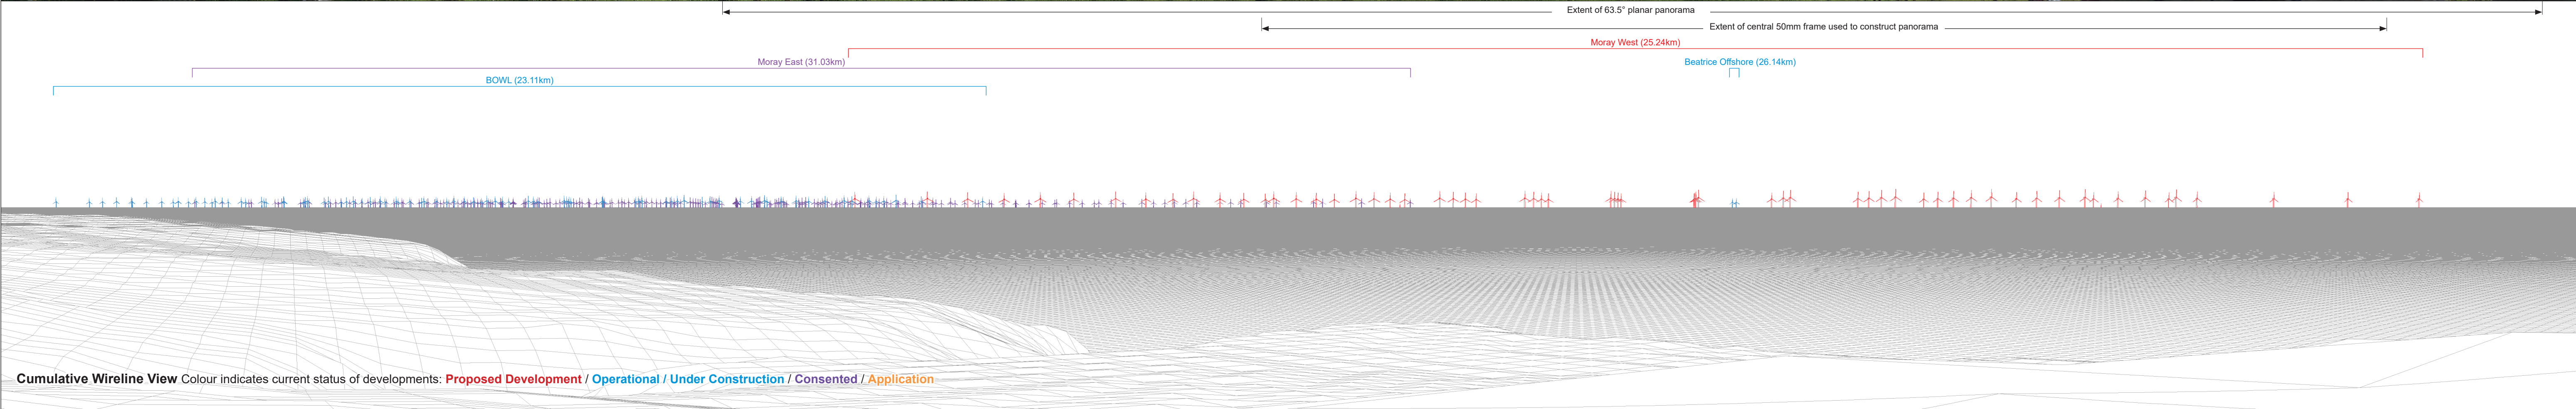 Extent of 63.5° planar panorama
Extent of central 50mm frame used to construct panorama
Moray West (25.24km)
Moray East (31.03km)
Beatrice Offshore (26.14km)
BOWL (23.11km)
Cumulative Wireline View Colour indicates current status of developments: Proposed Development / Operational / Under Construction / Consented / Application